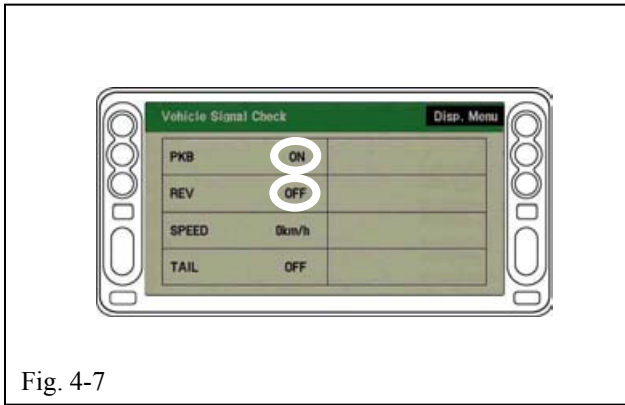 Vehicle Signal Check Disp. Menu
PKB ON
REV OFF
SPEED 0km/h
TAIL OFF
Fig. 4-7